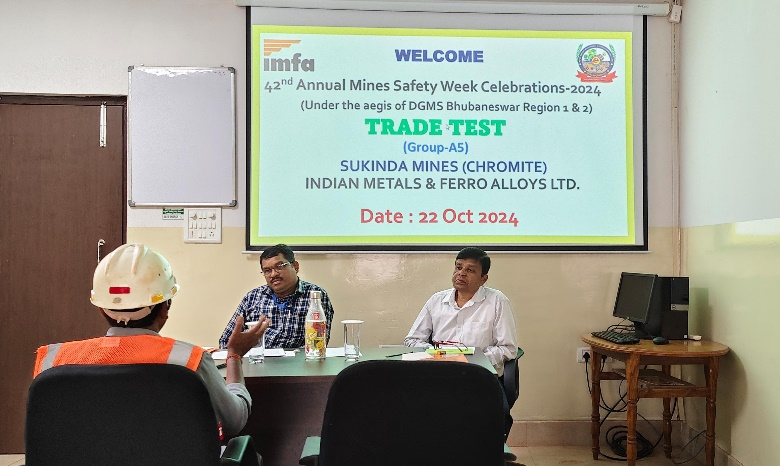 imfa
WELCOME
42nd Annual Mines Safety Week Celebrations-2024
(Under the aegis of DGMS Bhubaneswar Region 1 & 2)
TRADE TEST
(Group-A5)
SUKINDA MINES (CHROMITE)
INDIAN METALS & FERRO ALLOYS LTD.
Date : 22 Oct 2024